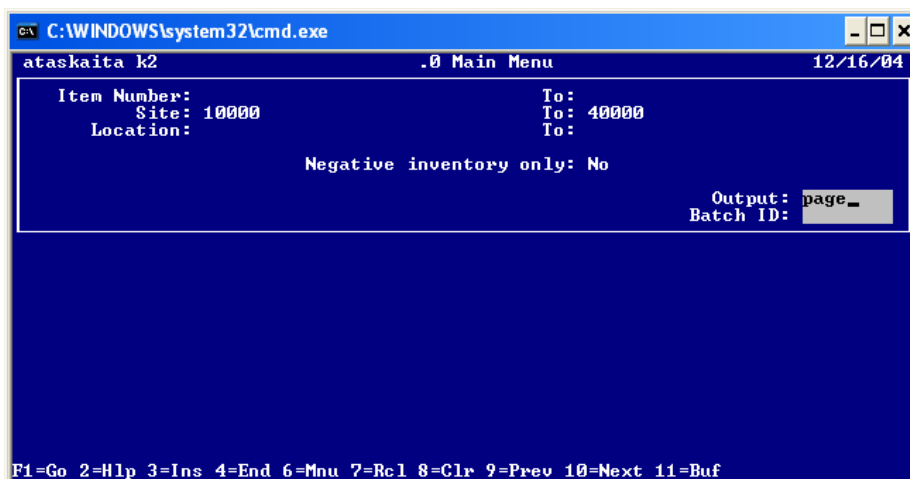 C:\WINDOWS\system32\cmd.exe
ataskaita k2 .0 Main Menu 12/16/04
Item Number: To:
Site: 10000 To: 40000
Location: To:
Negative inventory only: No
Output: page_
Batch ID:
F1=Go 2=Hlp 3=Ins 4=End 6=Mnu 7=Rcl 8=Clr 9=Prev 10=Next 11=Buf